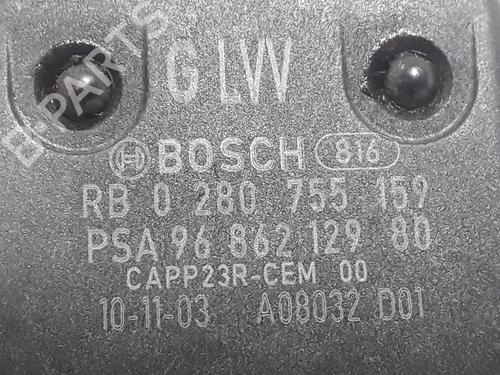 G LVV
BOSCH 816
RB 0 280 755 159
PSA 96 862 129 80
CAPP23R-CEM 00
10-11-03 A08032 D01
B-PARTS